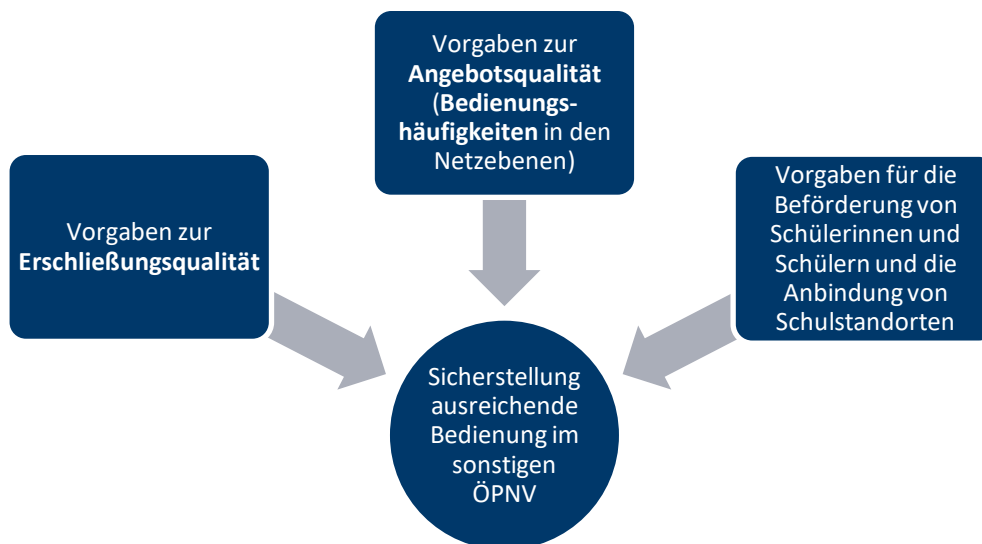 Vorgaben zur
Angebotsqualität
(Bedienungs-
häufigkeiten in den
Netzebenen)
Vorgaben zur
Erschließungsqualität
Vorgaben für die
Beförderung von
Schülerinnen und
Schülern und die
Anbindung von
Schulstandorten
Sicherstellung
ausreichende
Bedienung im
sonstigen
ÖPNV